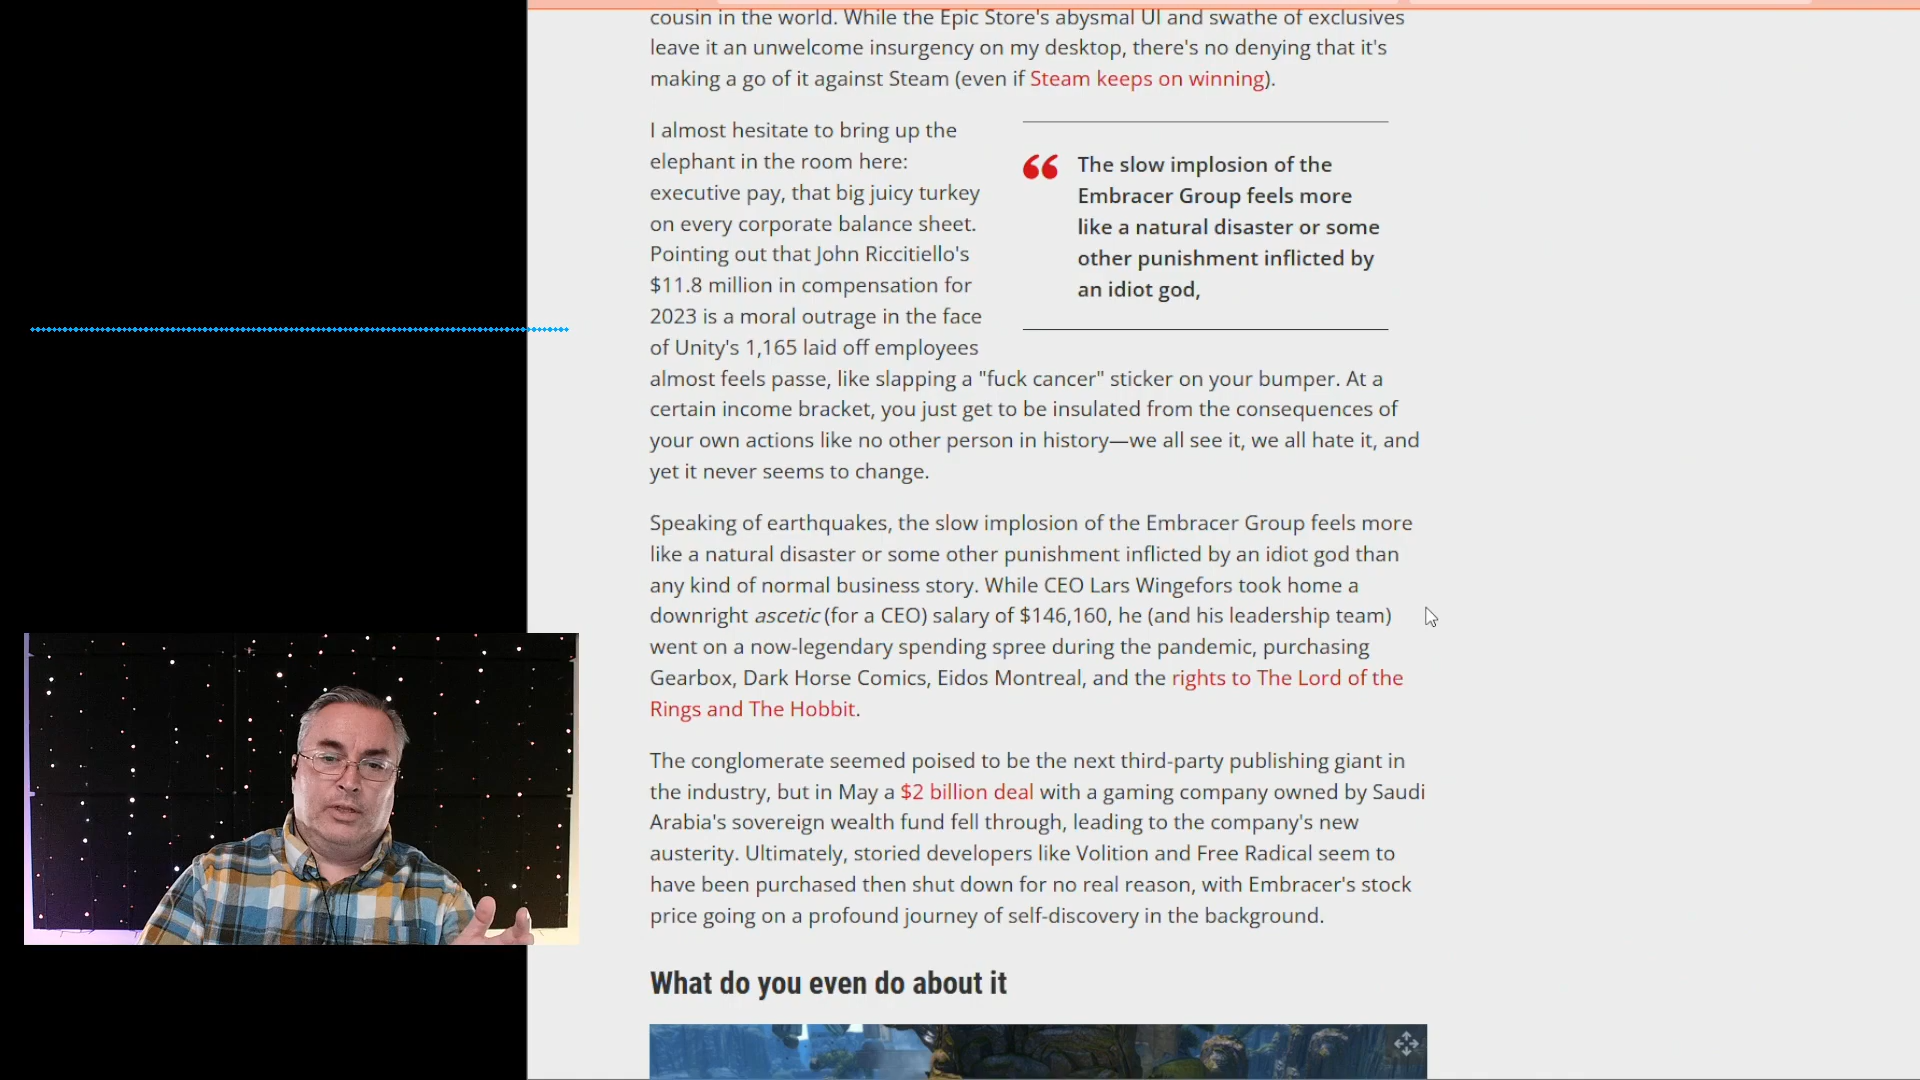 cousin in the world. While the Epic Store's abysmal UI and swathe of exclusives
leave it an unwelcome insurgency on my desktop, there's no denying that it's
making a go of it against Steam (even if Steam keeps on winning).
I almost hesitate to bring up the
elephant in the room here:
executive pay, that big juicy turkey
on every corporate balance sheet.
Pointing out that John Riccitiello's
$11.8 million in compensation for
2023 is a moral outrage in the face
of Unity's 1,165 laid off employees
almost feels passe, like slapping a "fuck cancer" sticker on your bumper. At a
certain income bracket, you just get to be insulated from the consequences of
your own actions like no other person in history—we all see it, we all hate it, and
yet it never seems to change.
“ The slow implosion of the
Embracer Group feels more
like a natural disaster or some
other punishment inflicted by
an idiot god,
Speaking of earthquakes, the slow implosion of the Embracer Group feels more
like a natural disaster or some other punishment inflicted by an idiot god than
any kind of normal business story. While CEO Lars Wingefors took home a
downright ascetic (for a CEO) salary of $146,160, he (and his leadership team)
went on a now-legendary spending spree during the pandemic, purchasing
Gearbox, Dark Horse Comics, Eidos Montreal, and the rights to The Lord of the
Rings and The Hobbit.
The conglomerate seemed poised to be the next third-party publishing giant in
the industry, but in May a $2 billion deal with a gaming company owned by Saudi
Arabia's sovereign wealth fund fell through, leading to the company's new
austerity. Ultimately, storied developers like Volition and Free Radical seem to
have been purchased then shut down for no real reason, with Embracer's stock
price going on a profound journey of self-discovery in the background.
What do you even do about it